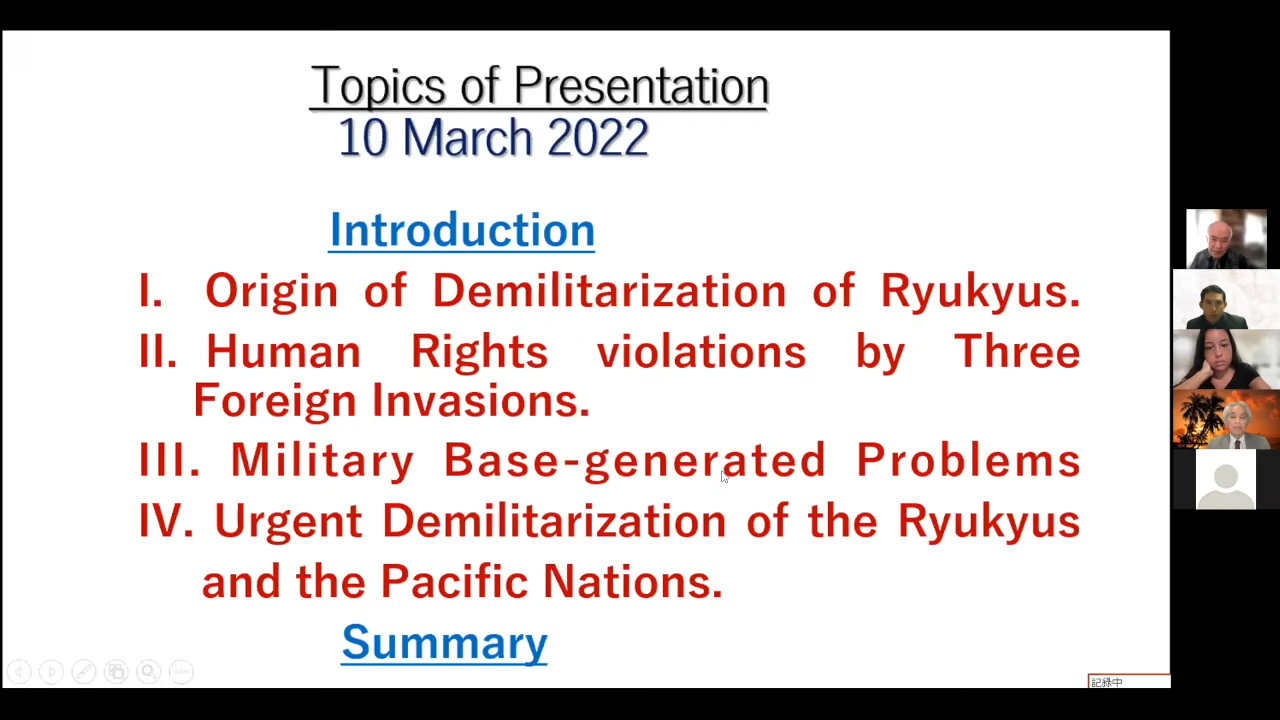 Topics of Presentation
10 March 2022
Introduction
I. Origin of Demilitarization of Ryukyus.
II. Human Rights violations by Three
Foreign Invasions.
III. Military Base-generated Problems
IV. Urgent Demilitarization of the Ryukyus
and the Pacific Nations.
Summary
記錄中